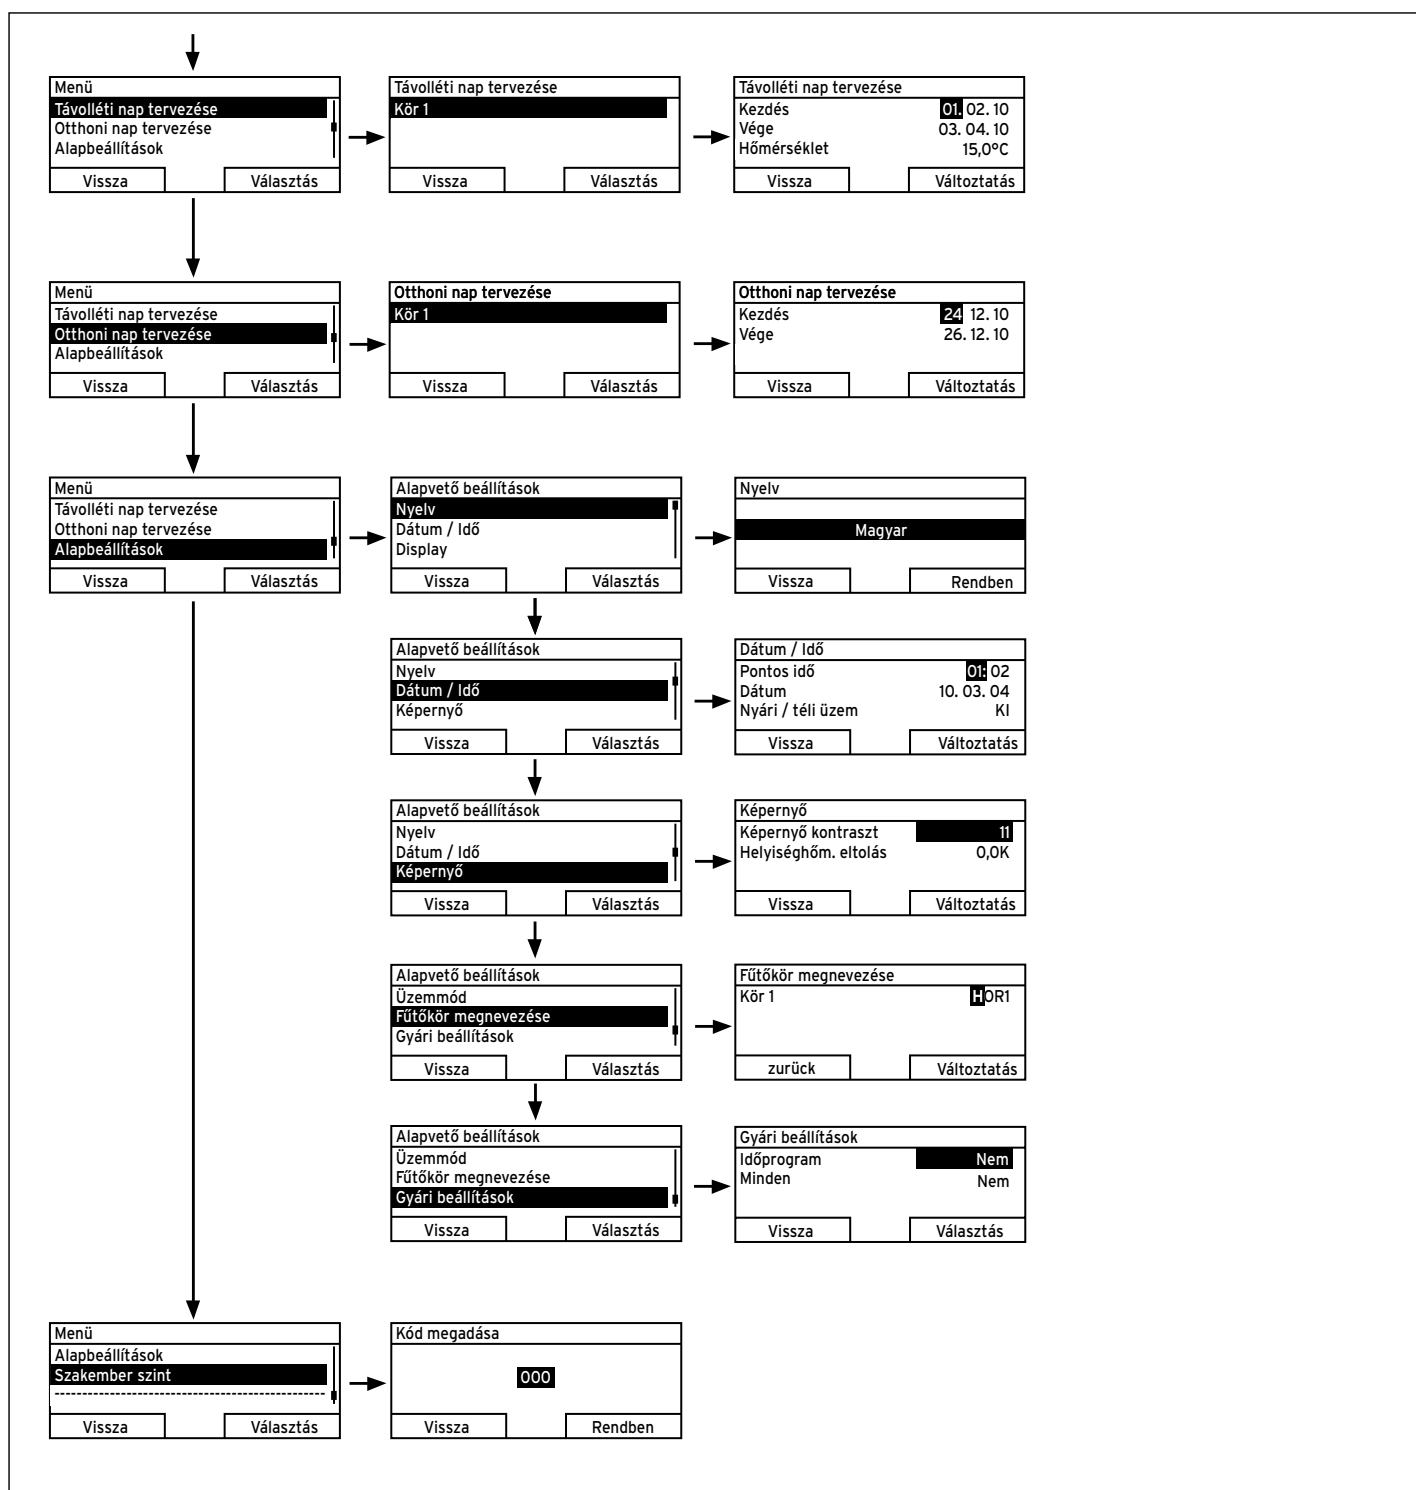 Menü
Távolléti nap tervezése
Otthoni nap tervezése
Alapbeállítások
Vissza Választás
Távolléti nap tervezése
Kör 1
Vissza Választás
Távolléti nap tervezése
Kezdés 01. 02. 10
Vége 03. 04. 10
Hőmérséklet 15,0°C
Vissza Változtatás
Menü
Távolléti nap tervezése
Otthoni nap tervezése
Alapbeállítások
Vissza Választás
Otthoni nap tervezése
Kör 1
Vissza Választás
Otthoni nap tervezése
Kezdés 24 12. 10
Vége 26. 12. 10
Vissza Változtatás
Menü
Távolléti nap tervezése
Otthoni nap tervezése
Alapbeállítások
Vissza Választás
Alapvető beállítások
Nyelv
Dátum / Idő
Display
Vissza Választás
Nyelv
Magyar
Vissza Rendben
Alapvető beállítások
Nyelv
Dátum / Idő
Képernyő
Vissza Választás
Dátum / Idő
Pontos idő 01: 02
Dátum 10. 03. 04
Nyári / téli üzem KI
Vissza Változtatás
Alapvető beállítások
Nyelv
Dátum / Idő
Képernyő
Vissza Választás
Képernyő
Képernyő kontraszt 11
Helyiséghőm. eltolás 0,0K
Vissza Változtatás
Alapvető beállítások
Üzemmód
Fűtőkör megnevezése
Gyári beállítások
Vissza Választás
Fűtőkör megnevezése
Kör 1 HOR1
zurück Változtatás
Alapvető beállítások
Üzemmód
Fűtőkör megnevezése
Gyári beállítások
Vissza Választás
Gyári beállítások
Időprogram Nem
Minden Nem
Vissza Választás
Menü
Alapbeállítások
Szakember szint
Vissza Választás
Kód megadása
000
Vissza Rendben